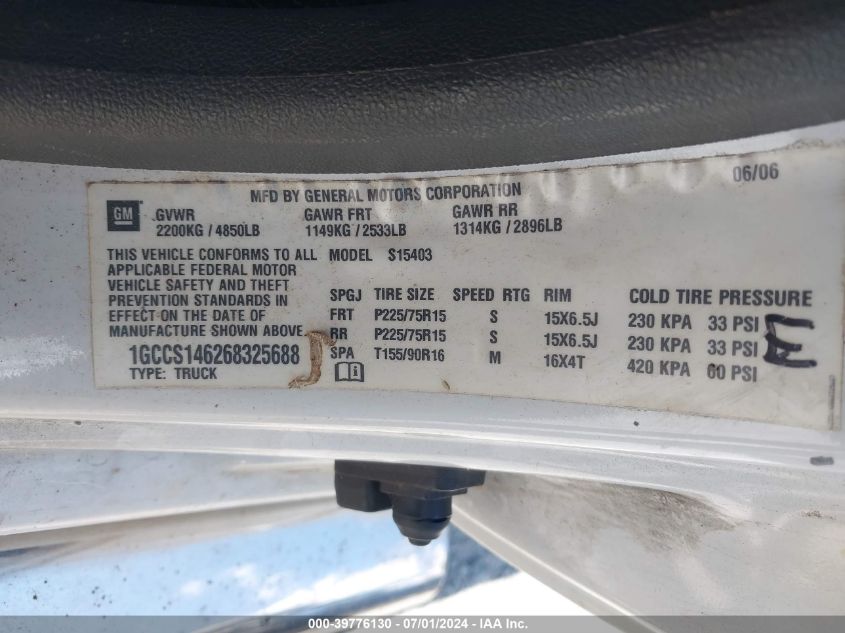 06/06
MFD BY GENERAL MOTORS CORPORATION
GM
GVWR GAWR FRT GAWR RR
2200KG / 4850LB 1149KG / 2533LB 1314KG / 2896LB
THIS VEHICLE CONFORMS TO ALL
APPLICABLE FEDERAL MOTOR
VEHICLE SAFETY AND THEFT
PREVENTION STANDARDS IN
EFFECT ON THE DATE OF
MANUFACTURE SHOWN ABOVE.
1GCCS146268325688
TYPE: TRUCK
MODEL S15403
SPGJ TIRE SIZE SPEED RTG RIM COLD TIRE PRESSURE
FRT P225/75R15 S 15X6.5J 230 KPA 33 PSI
RR P225/75R15 S 15X6.5J 230 KPA 33 PSI
SPA T155/90R16 M 16X4T 420 KPA 60 PSI
J
E
000-39776130 - 07/01/2024 - IAA Inc.